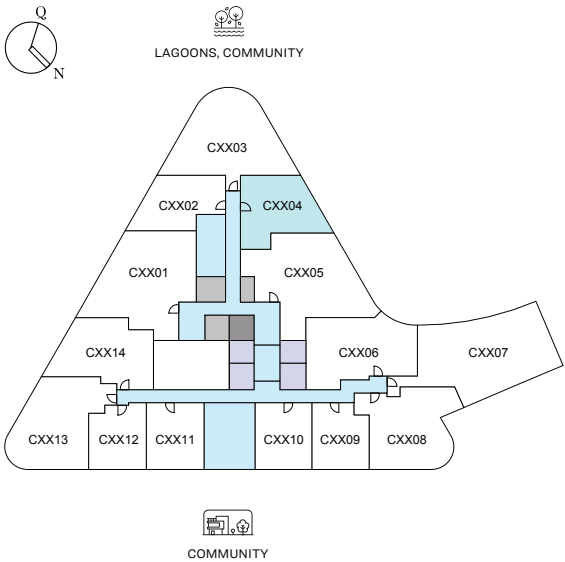 Q
N
LAGOONS, COMMUNITY
CXX03
CXX02
CXX04
CXX01
CXX05
CXX14
CXX06
CXX07
CXX13
CXX12
CXX11
CXX10
CXX09
CXX08
COMMUNITY